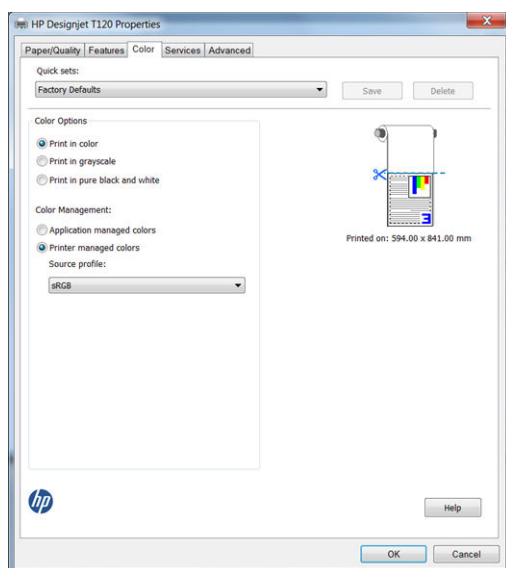 HP Designjet T120 Properties
Paper/Quality Features Color Services Advanced
Quick sets:
Factory Defaults
Save Delete
Color Options
Print in color
Print in grayscale
Print in pure black and white
Color Management:
Application managed colors
Printer managed colors
Source profile:
sRGB
3
Printed on: 594.00 x 841.00 mm
hp
Help
OK Cancel